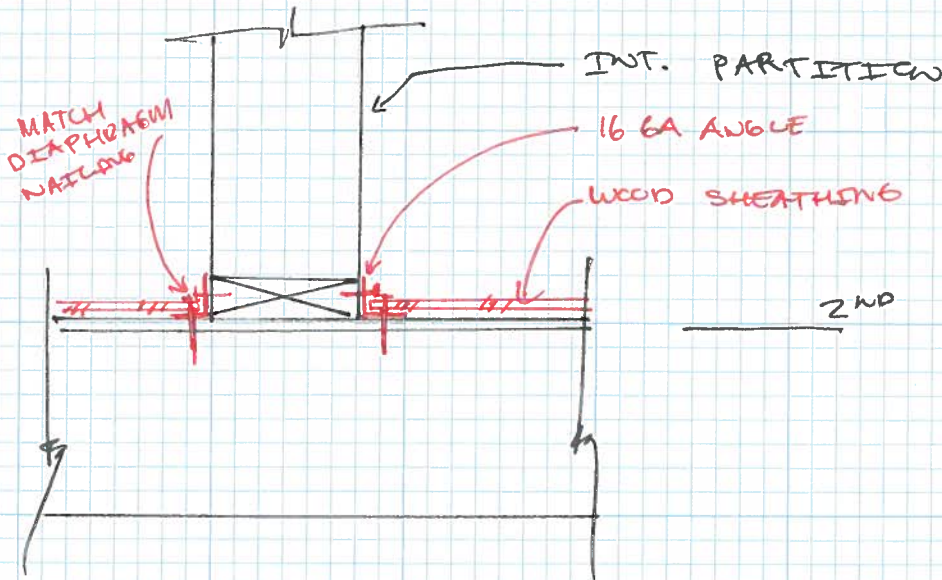 INT. PARTITION
MATCH
DIAPHRAGM
NAILING
16 GA ANGLE
WOOD SHEATHING
2ND